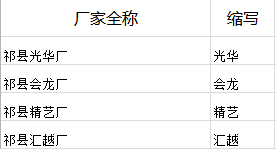 厂家全称 缩写
祁县光华厂 光华
祁县会龙厂 会龙
祁县精艺厂 精艺
祁县汇越厂 汇越